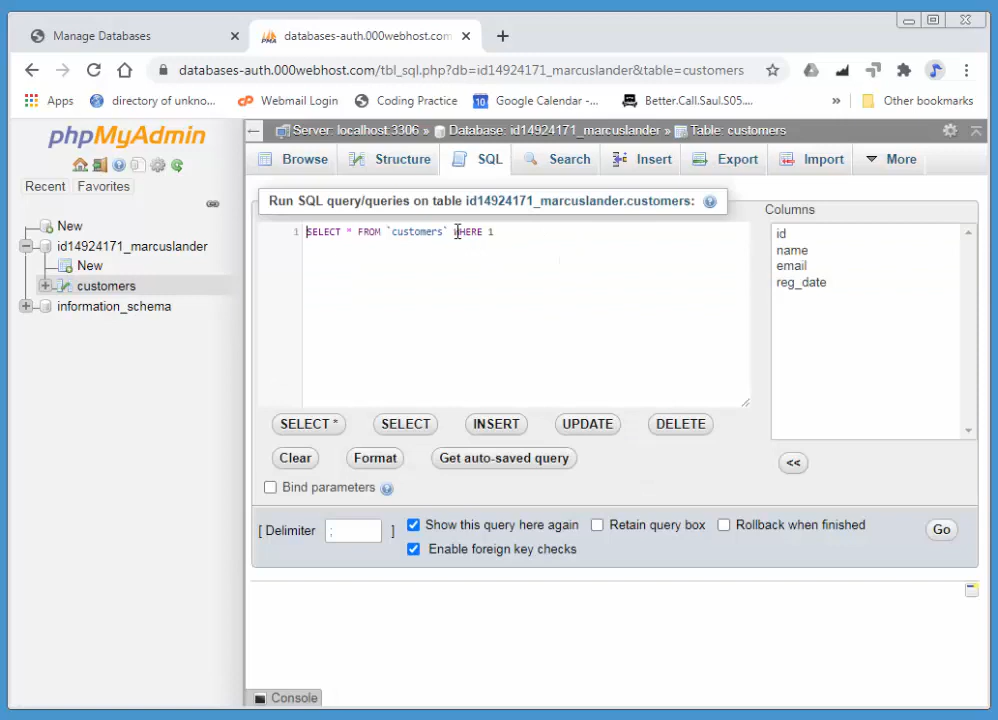 Manage Databases
databases-auth.000webhost.com
databases-auth.000webhost.com/tbl_sql.php?db=id14924171_marcuslander&table=customers
Apps
directory of unkno...
Webmail Login
Coding Practice
10
Google Calendar -...
Better.Call.Saul.S05....
»
Other bookmarks
phpMyAdmin
Recent Favorites
New
id14924171_marcuslander
New
customers
information_schema
Server: localhost:3306 » Database: id14924171_marcuslander » Table: customers
Browse
Structure
SQL
Search
Insert
Export
Import
More
Run SQL query/queries on table id14924171_marcuslander.customers:
1 SELECT * FROM `customers` WHERE 1
Columns
id
name
email
reg_date
SELECT *
SELECT
INSERT
UPDATE
DELETE
Clear
Format
Get auto-saved query
<<
Bind parameters
[ Delimiter ; ]
Show this query here again
Retain query box
Rollback when finished
Enable foreign key checks
Go
Console